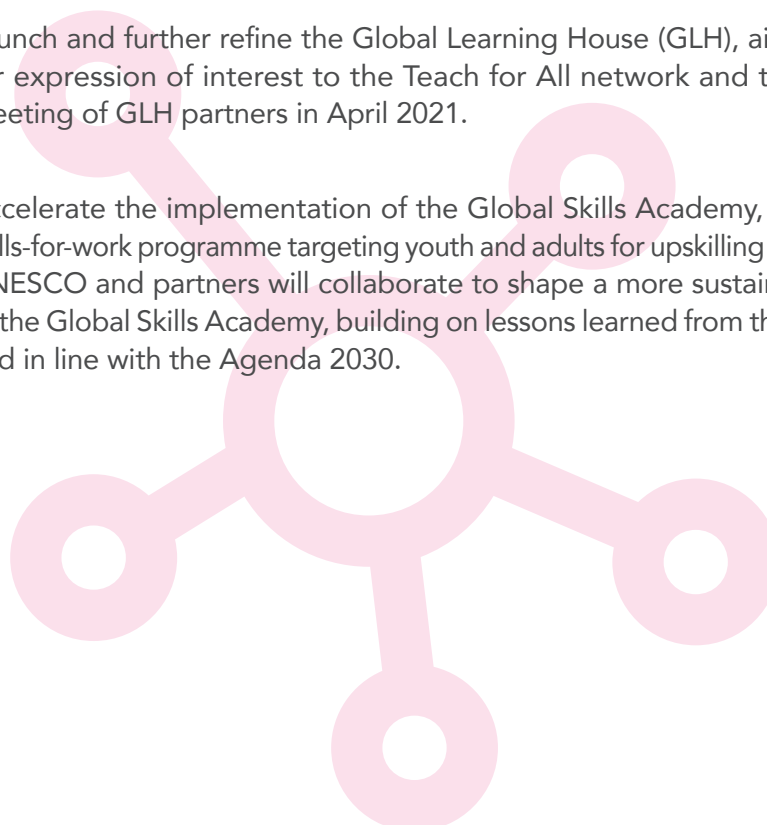 unch and further refine the Global Learning House (GLH), ai
r expression of interest to the Teach for All network and t
eeting of GLH partners in April 2021.
ccelerate the implementation of the Global Skills Academy,
lls-for-work programme targeting youth and adults for upskilling
NESCO and partners will collaborate to shape a more sustain
the Global Skills Academy, building on lessons learned from th
d in line with the Agenda 2030.